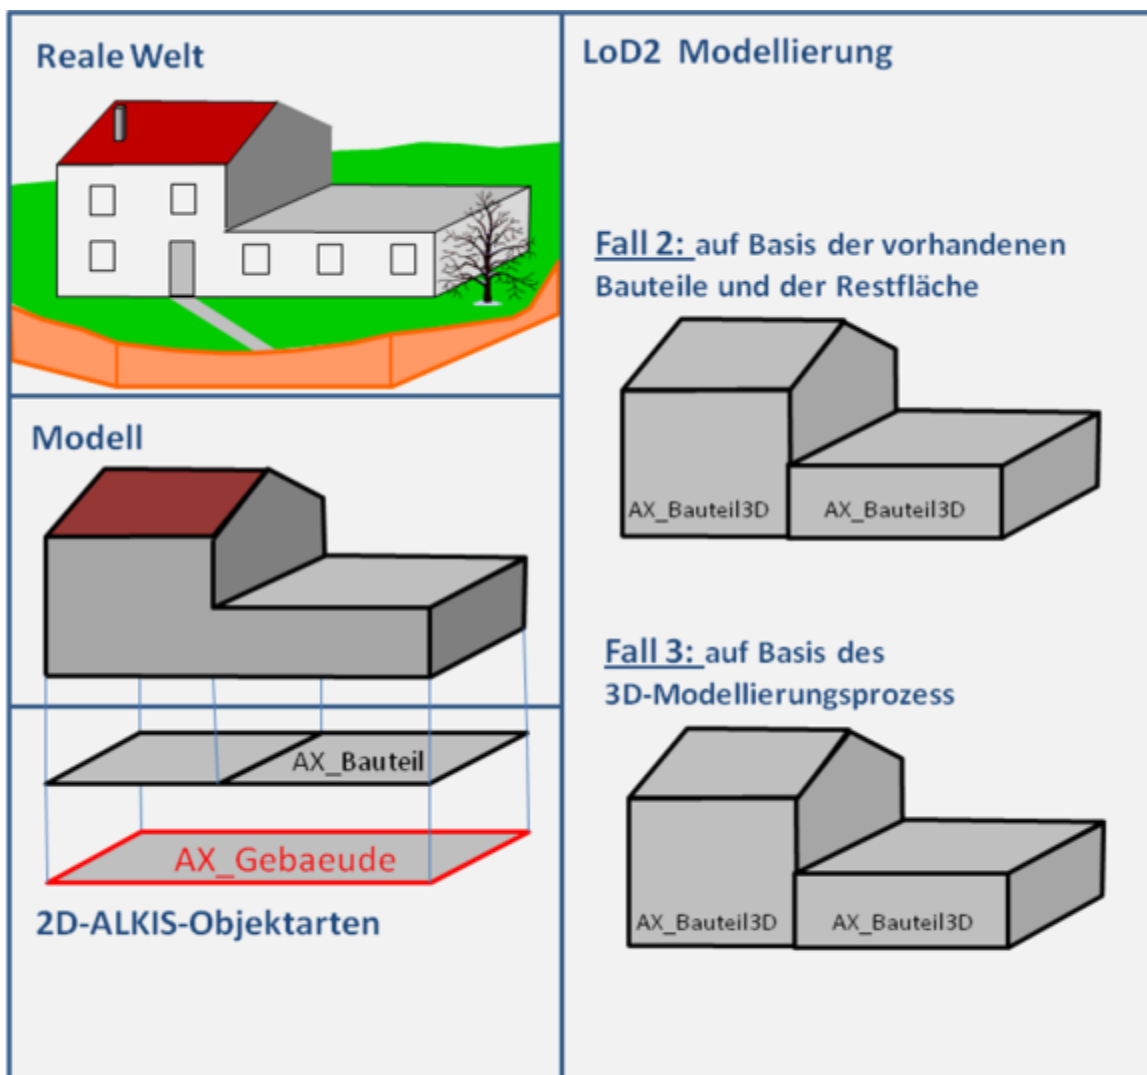 Reale Welt
Modell
AX_Bauteil
AX_Gebaeude
2D-ALKIS-Objektarten
LoD2 Modellierung
Fall 2: auf Basis der vorhandenen
Bauteile und der Restfläche
AX_Bauteil3D AX_Bauteil3D
Fall 3: auf Basis des
3D-Modellierungsprozess
AX_Bauteil3D AX_Bauteil3D